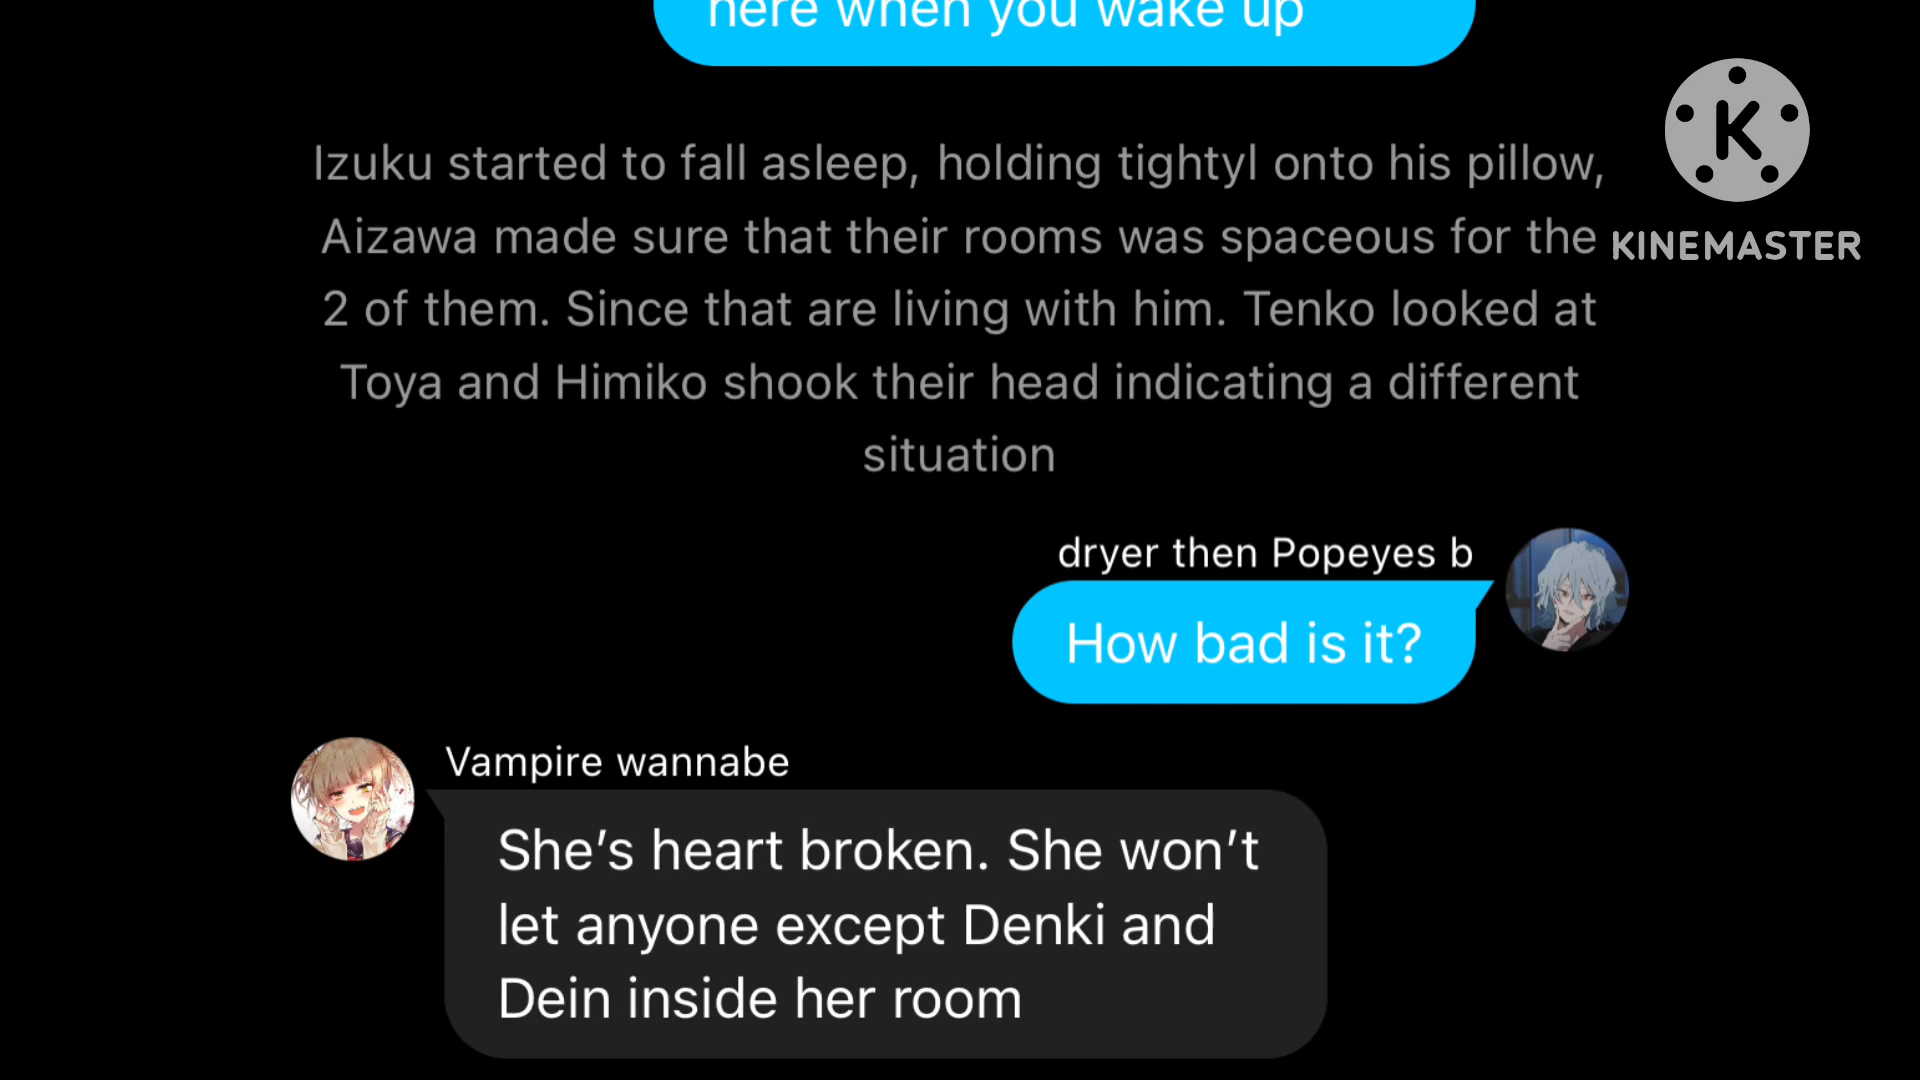 here when you wake up
Izuku started to fall asleep, holding tightyl onto his pillow,
Aizawa made sure that their rooms was spaceous for the
2 of them. Since that are living with him. Tenko looked at
Toya and Himiko shook their head indicating a different
situation
K
KINEMASTER
dryer then Popeyes b
How bad is it?
Vampire wannabe
She’s heart broken. She won’t
let anyone except Denki and
Dein inside her room